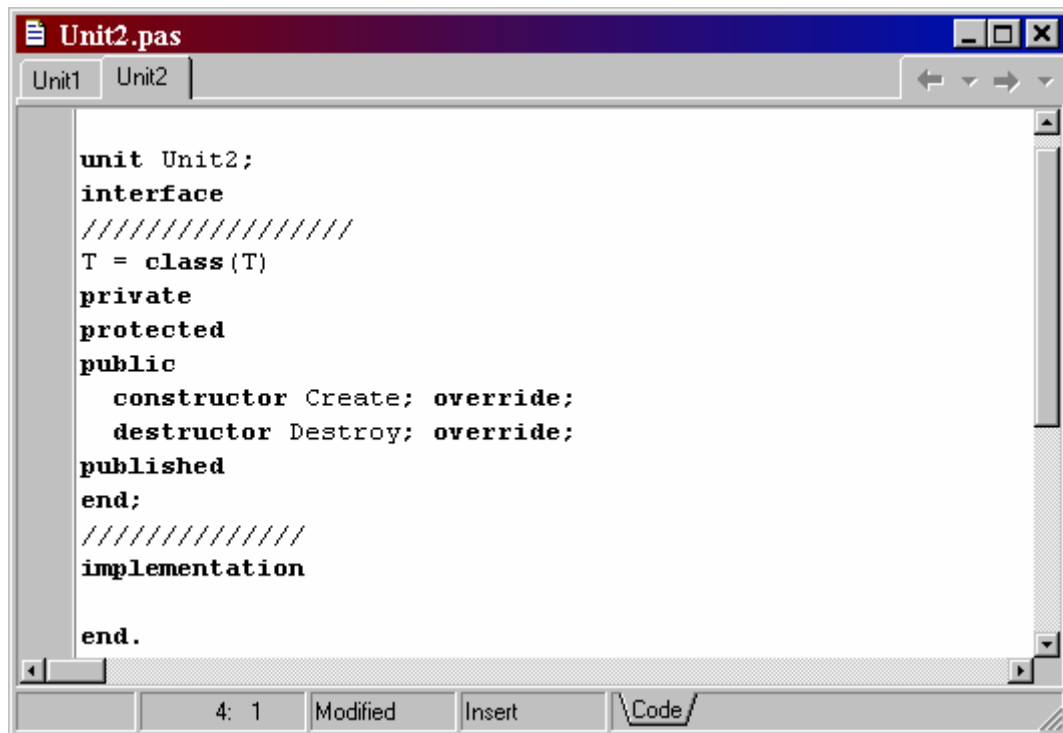 Unit2.pas
Unit1 Unit2
unit Unit2;
interface
/////////////////
T = class(T)
private
protected
public
constructor Create; override;
destructor Destroy; override;
published
end;
//////////////
implementation
end.
4: 1 Modified Insert Code